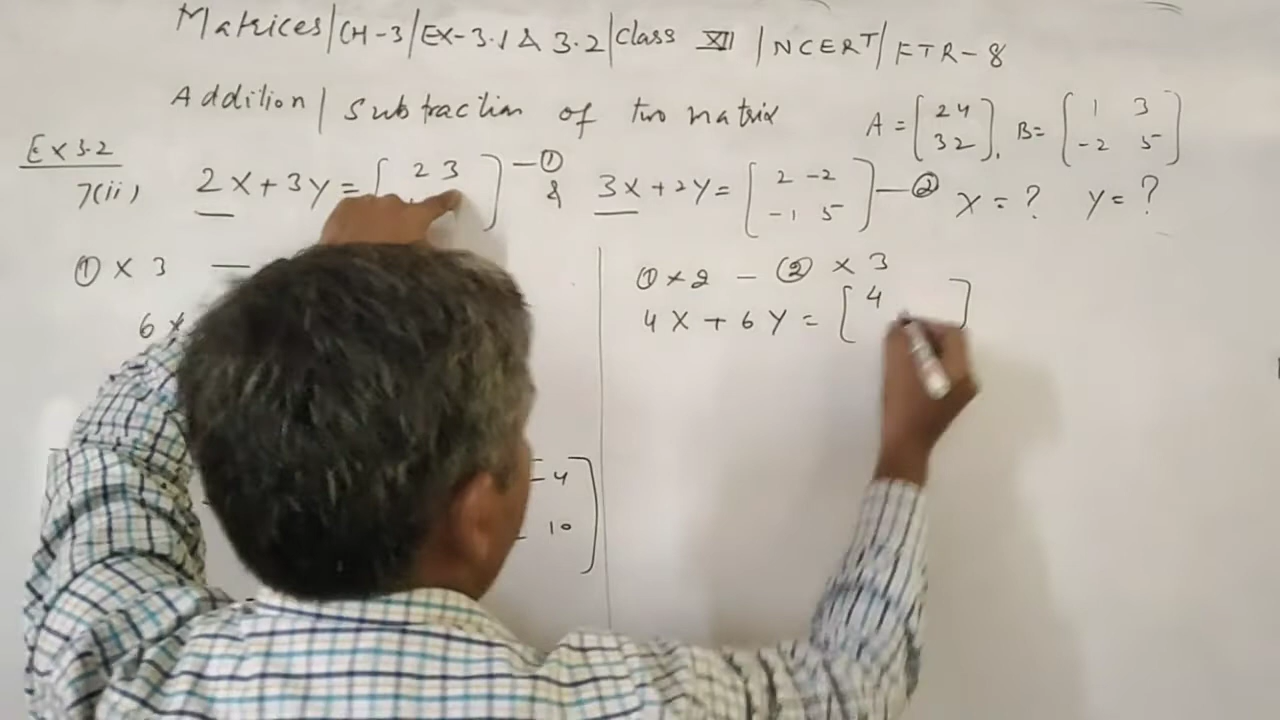 Matrices/CH-3/EX-3.1 & 3.2/Class XII/NCERT/FTR-8
Addition/Subtraction of two matrix
A = [2 4
3 2], B = [1 3
-2 5]
Ex 3.2
7(ii) 2X+3Y = [2 3 ] —① & 3X+2Y = [2 -2
-1 5] —② X = ? Y = ?
① × 3 —
6X
4
10
①×2 — ② × 3
4X + 6Y = [4 ]